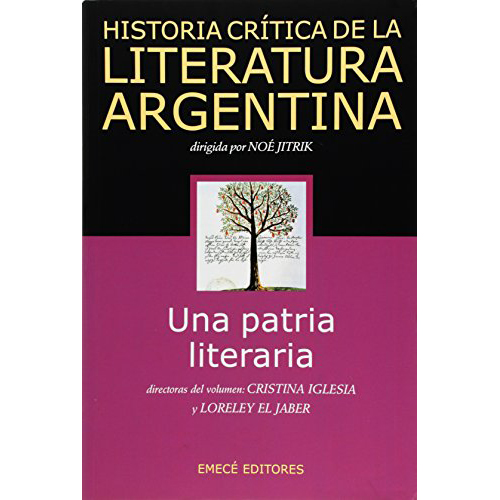 HISTORIA CRÍTICA DE LA
LITERATURA
ARGENTINA
dirigida por NOÉ JITRIK
Una patria
literaria
directoras del volumen: CRISTINA IGLESIA
y LORELEY EL JABER
EMECÉ EDITORES